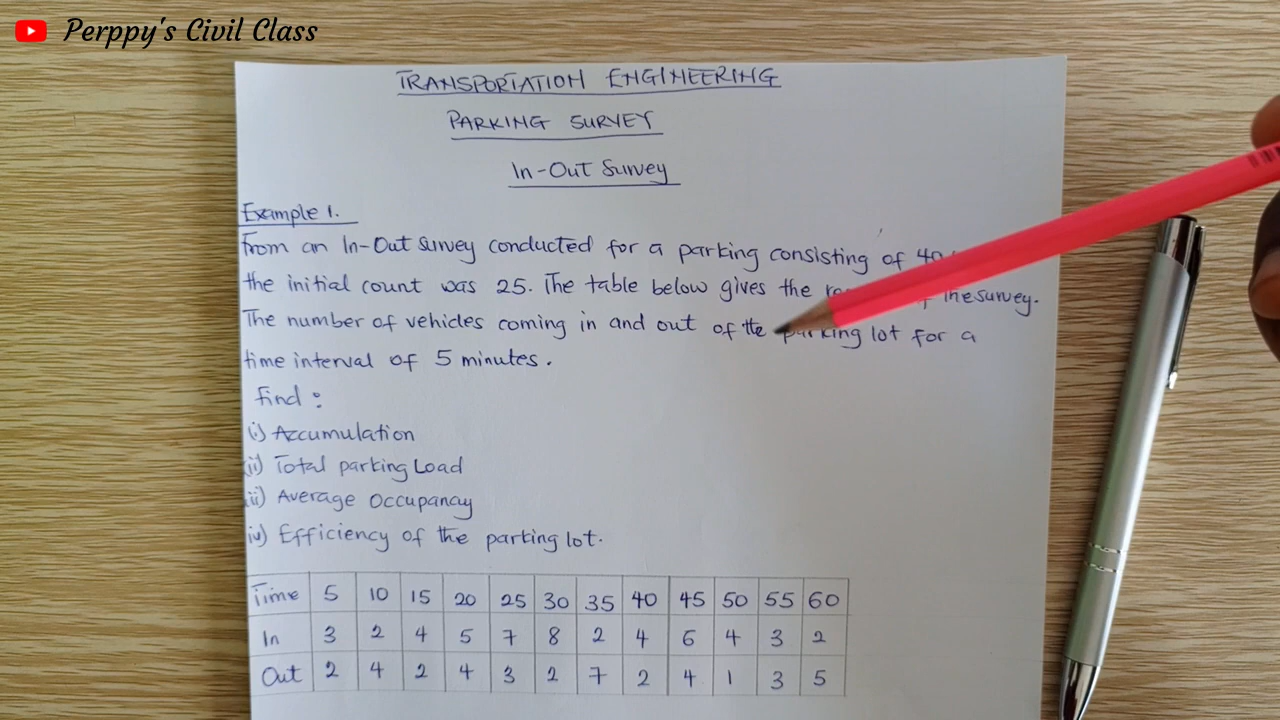 Perppy's Civil Class
TRANSPORTATION ENGINEERING
PARKING SURVEY
In-Out Survey
Example 1.
From an In-Out survey conducted for a parking consisting of 40
the initial count was 25. The table below gives the survey.
The number of vehicles coming in and out of the parking lot for a
time interval of 5 minutes.
Find:
(i) Accumulation
(ii) Total parking Load
(iii) Average Occupancy
(iv) Efficiency of the parking lot.
Time 5 10 15 20 25 30 35 40 45 50 55 60
In 3 2 4 5 7 8 2 4 6 4 3 2
Out 2 4 2 4 3 2 7 2 4 1 3 5